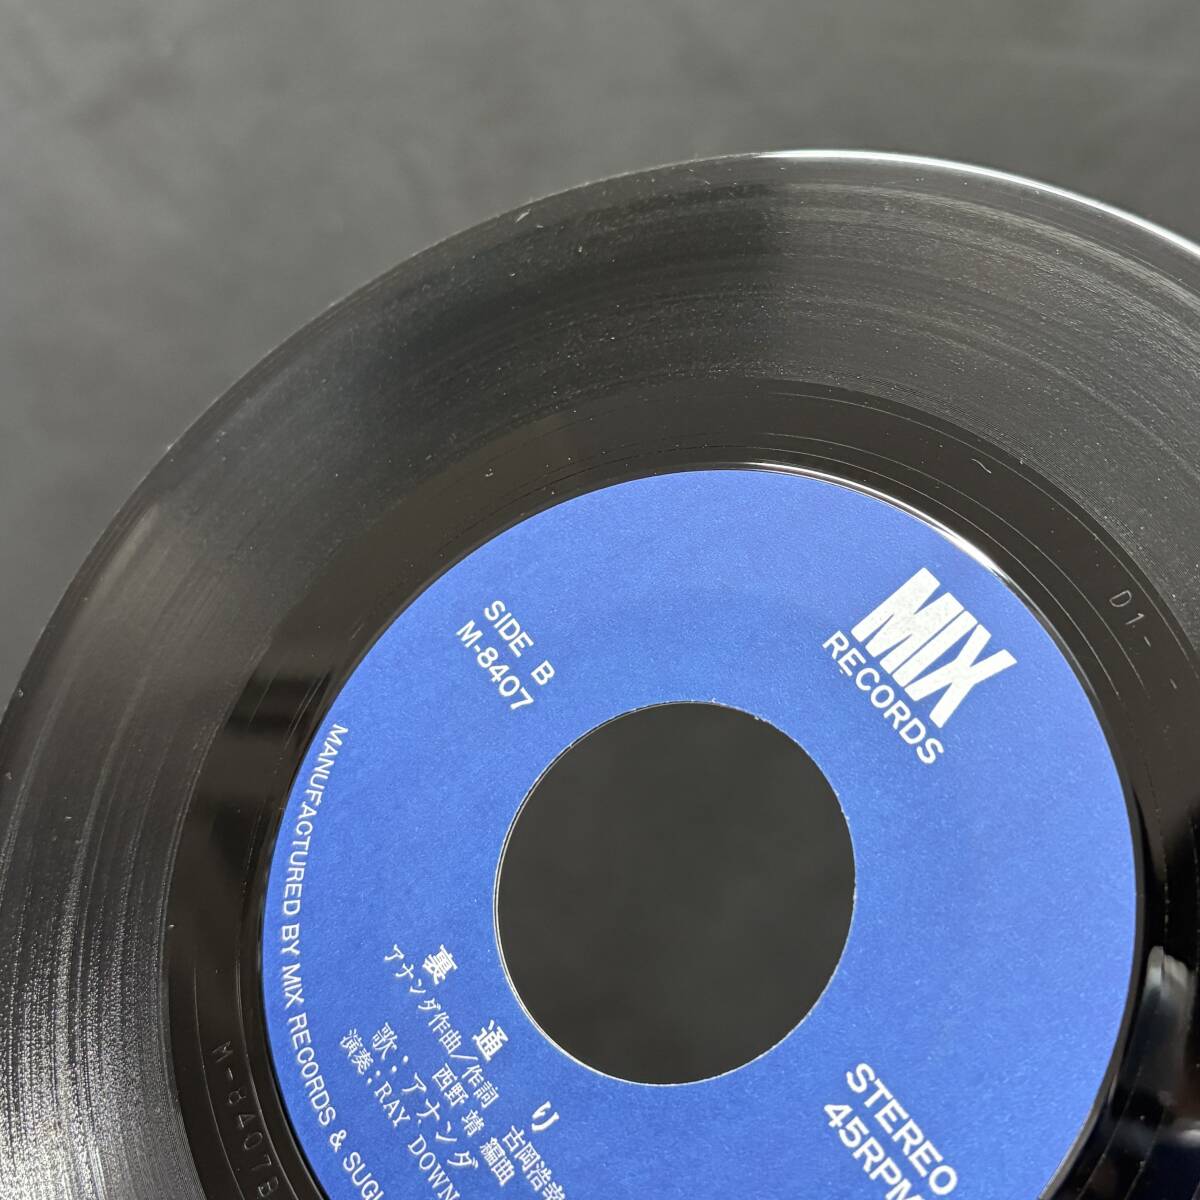 MIX
RECORDS
SIDE B
M-8407
STEREO
45RPM
裏通り
アナンダ作曲/作詞 古岡浩
西野 靖 編曲
歌:アナンダ
演奏:RAY DOWN
MANUFACTURED BY MIX RECORDS &
D1-
M-8407B